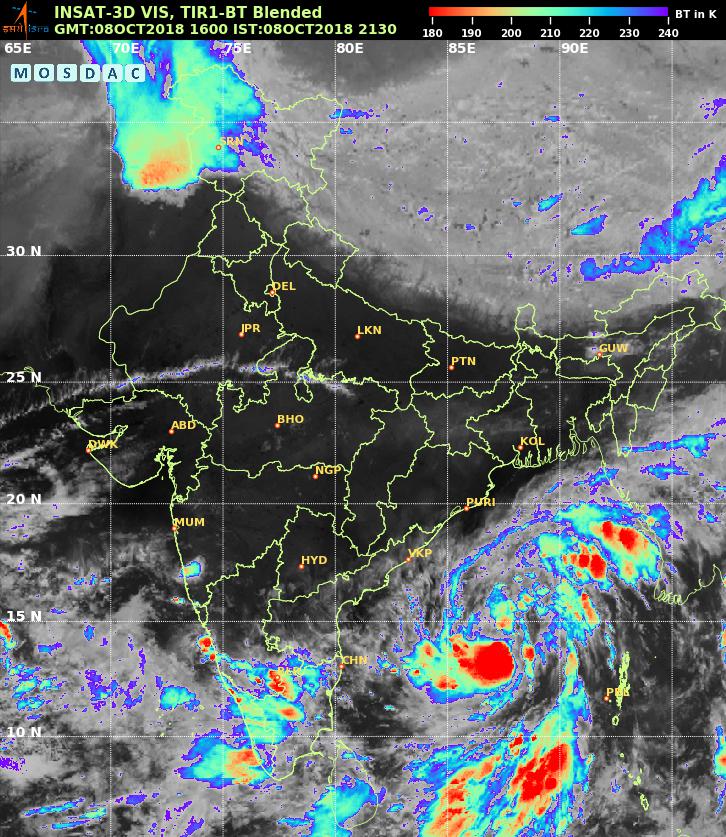 INSAT-3D VIS, TIR1-BT Blended
GMT:08OCT2018 1600 IST:08OCT2018 2130
BT in K
180 190 200 210 220 230 240
65E 70E 75E 80E 85E 90E
MOSDAC
SRN
30 N
DEL
JPR LKN
GUW
PTN
25 N
ABD BHO
DWK KOL
NGP
20 N PURI
MUM
VKP
HYD
15 N
CHN
10 N